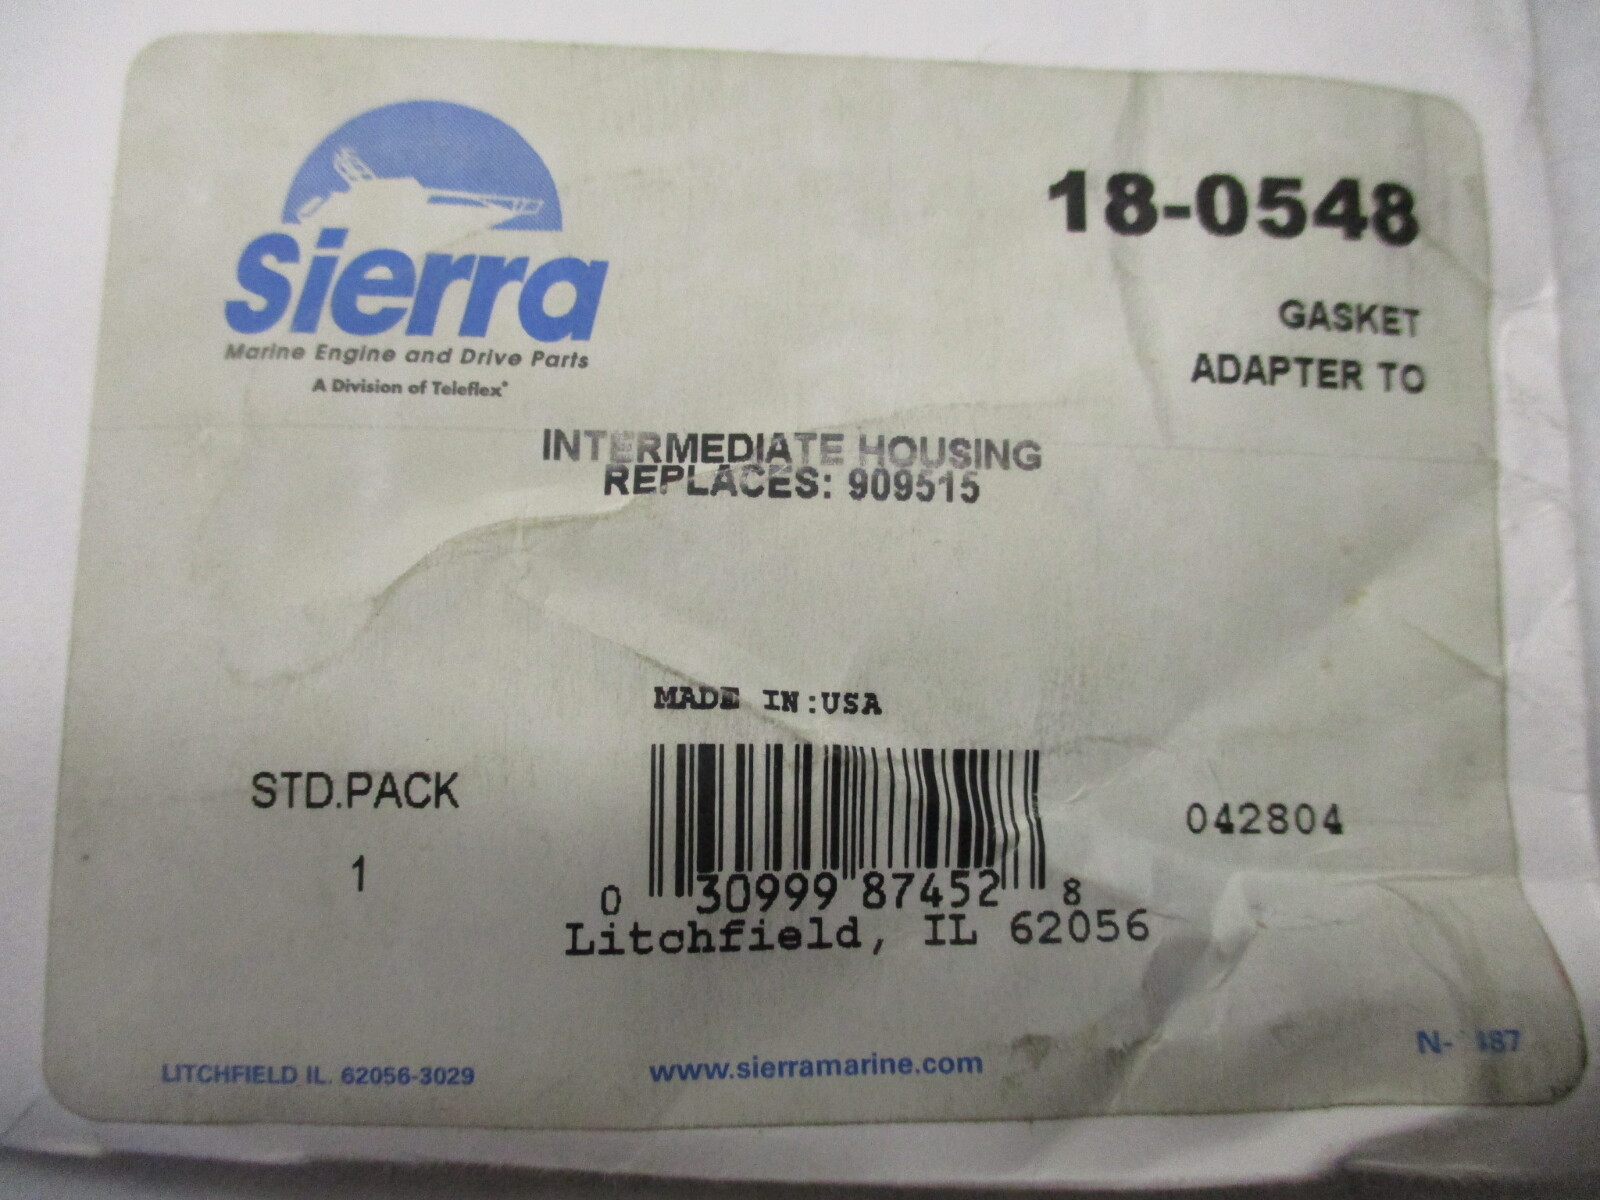 Sierra
Marine Engine and Drive Parts
A Division of Teleflex®
18-0548
GASKET
ADAPTER TO
INTERMEDIATE HOUSING
REPLACES: 909515
MADE IN:USA
STD.PACK
1
042804
0 30999 87452 8
Litchfield, IL 62056
LITCHFIELD IL. 62056-3029
www.sierramarine.com